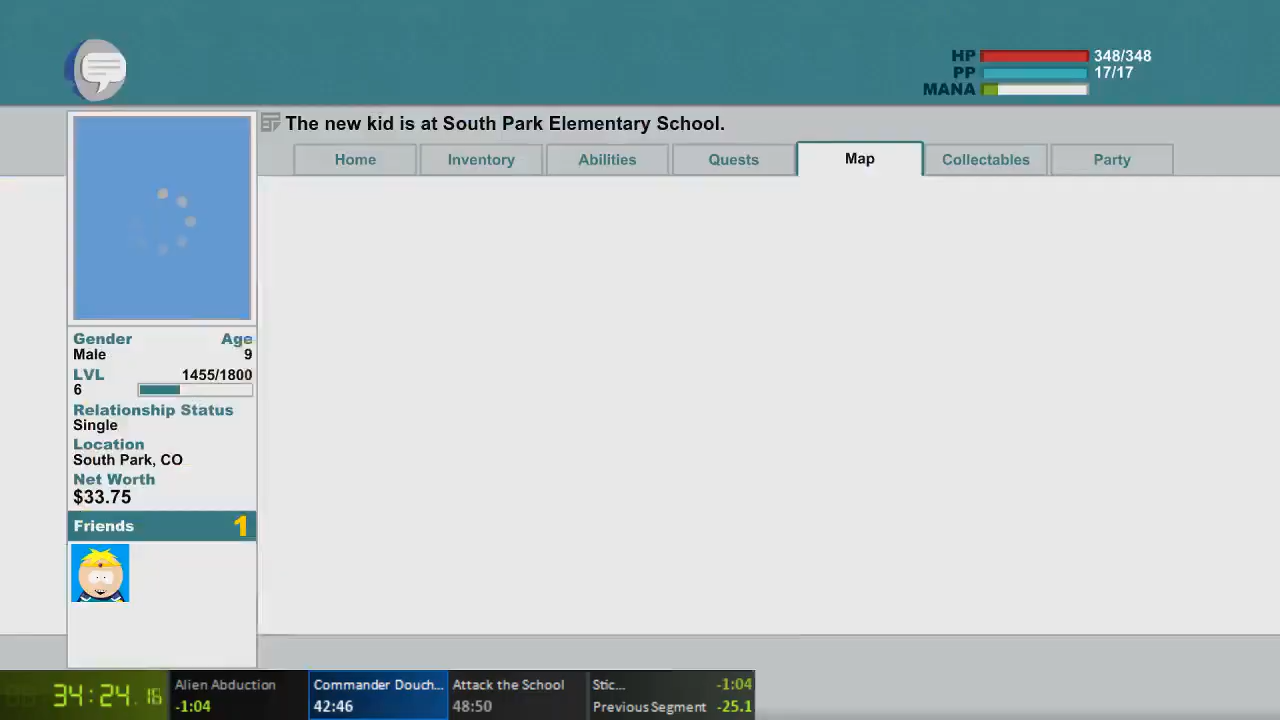 HP 348/348
PP 17/17
MANA
The new kid is at South Park Elementary School.
Home Inventory Abilities Quests Map Collectables Party
Gender Age
Male 9
LVL 1455/1800
6
Relationship Status
Single
Location
South Park, CO
Net Worth
$33.75
Friends 1
34:24.16
Alien Abduction
-1:04
Commander Douch...
42:46
Attack the School
48:50
Stic... -1:04
Previous Segment -25.1